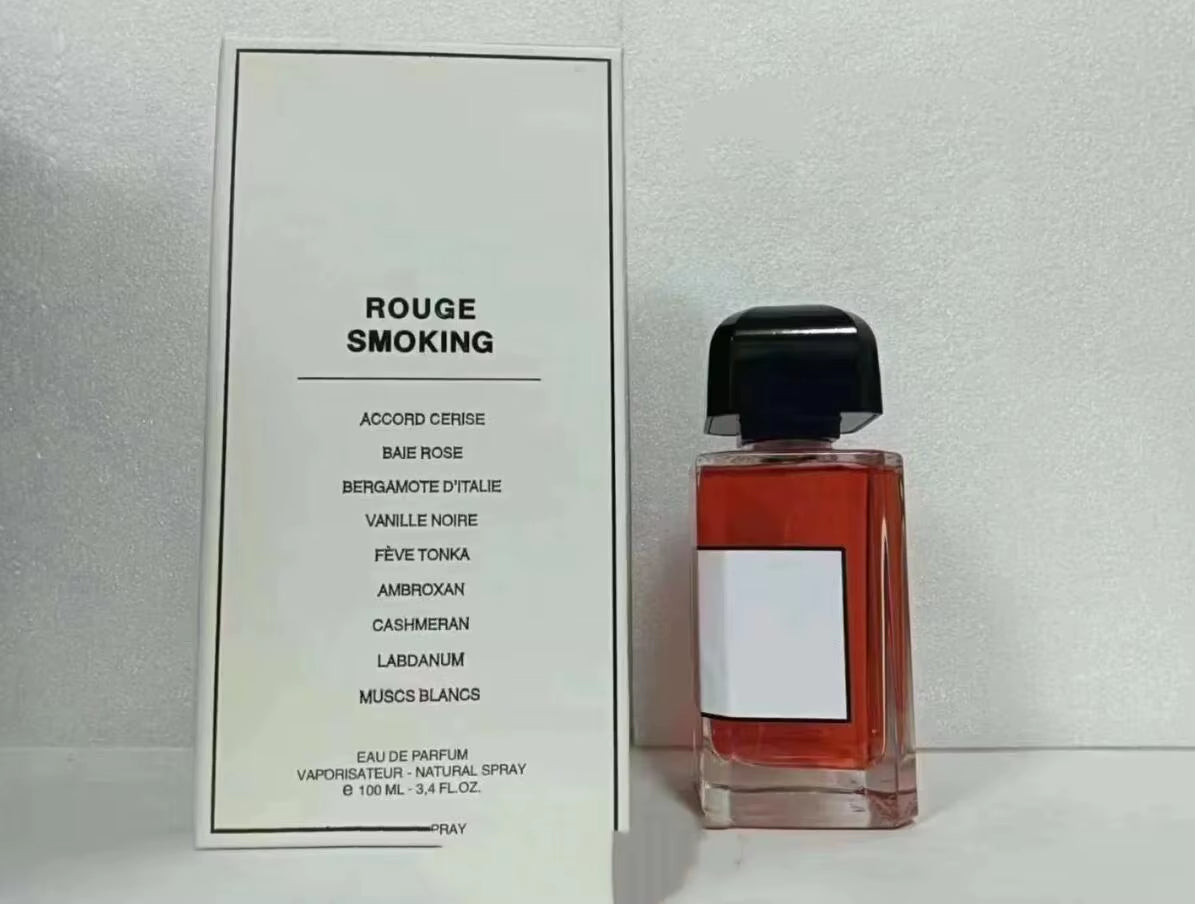 ROUGE
SMOKING
ACCORD CERISE
BAIE ROSE
BERGAMOTE D'ITALIE
VANILLE NOIRE
FÈVE TONKA
AMBROXAN
CASHMERAN
LABDANUM
MUSCS BLANCS
EAU DE PARFUM
VAPORISATEUR - NATURAL SPRAY
℮ 100 ML - 3,4 FL.OZ.
PRAY